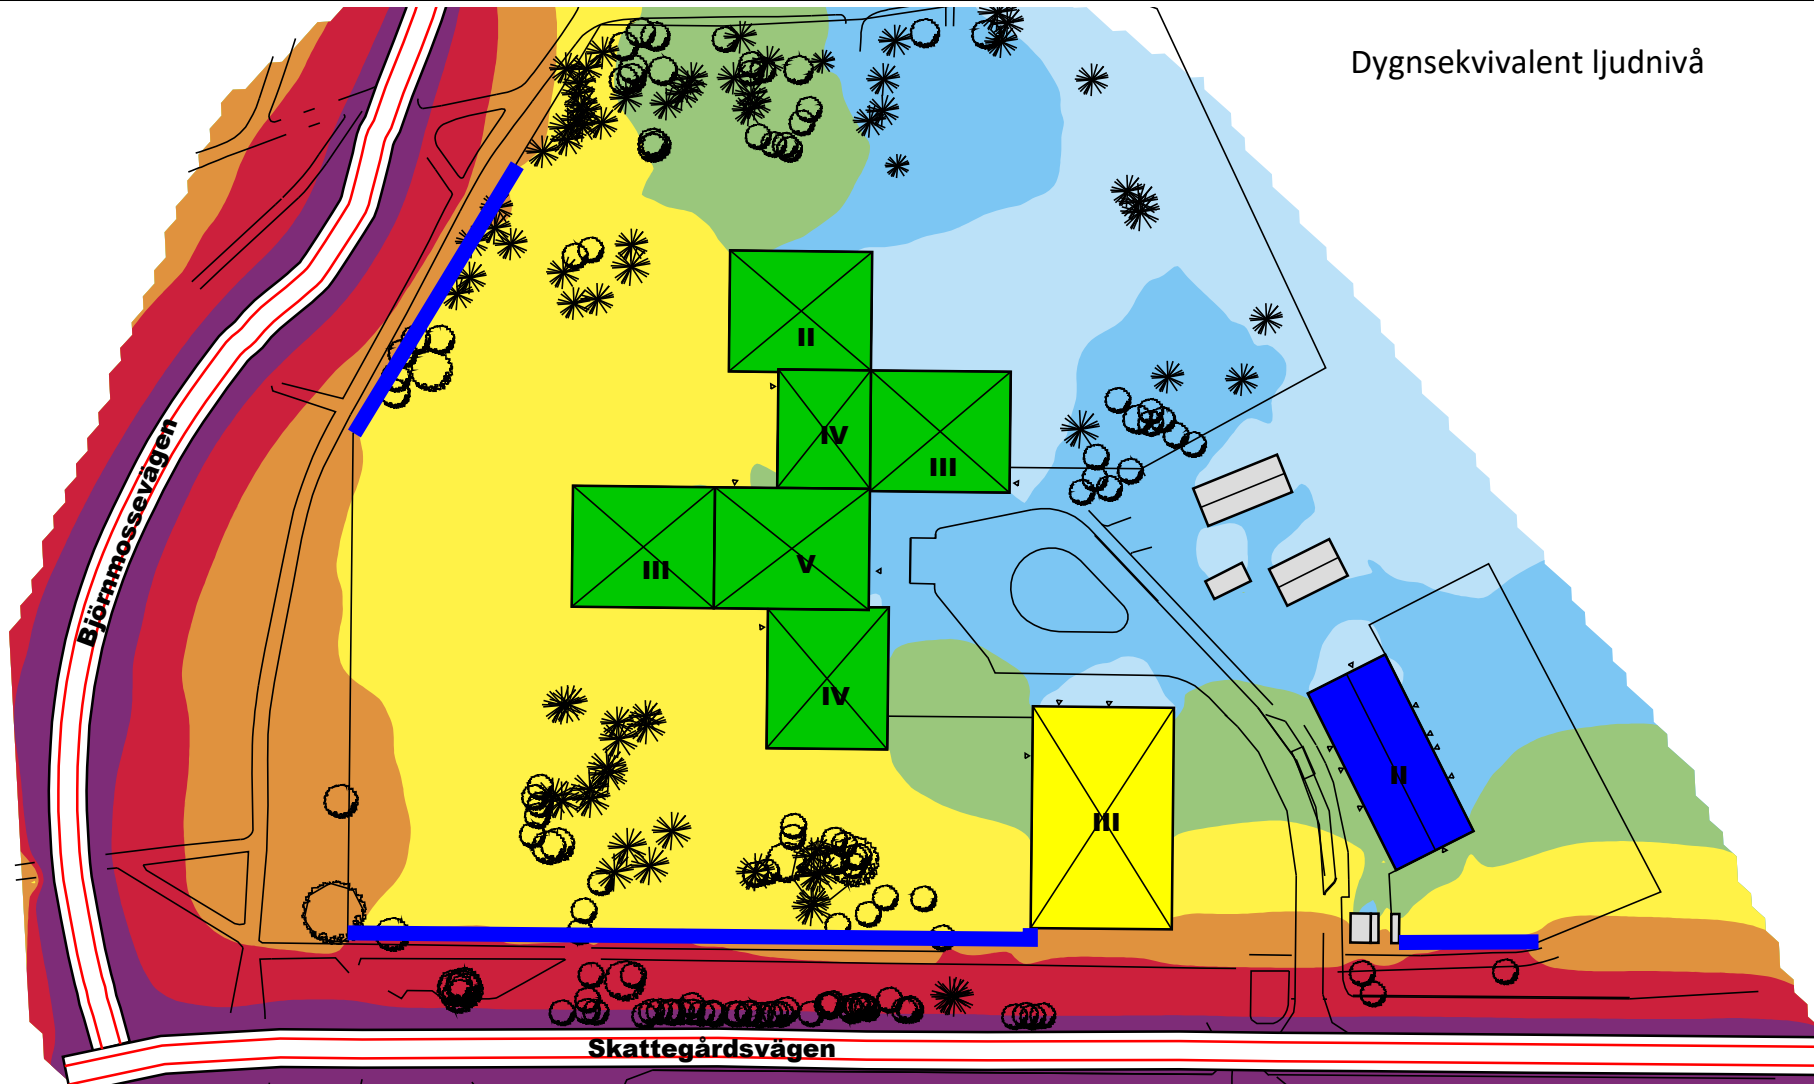 Dygnsekvivalent ljudnivå
II
IV
III
Björnmossevägen
III
V
IV
II
III
Skattegårdsvägen